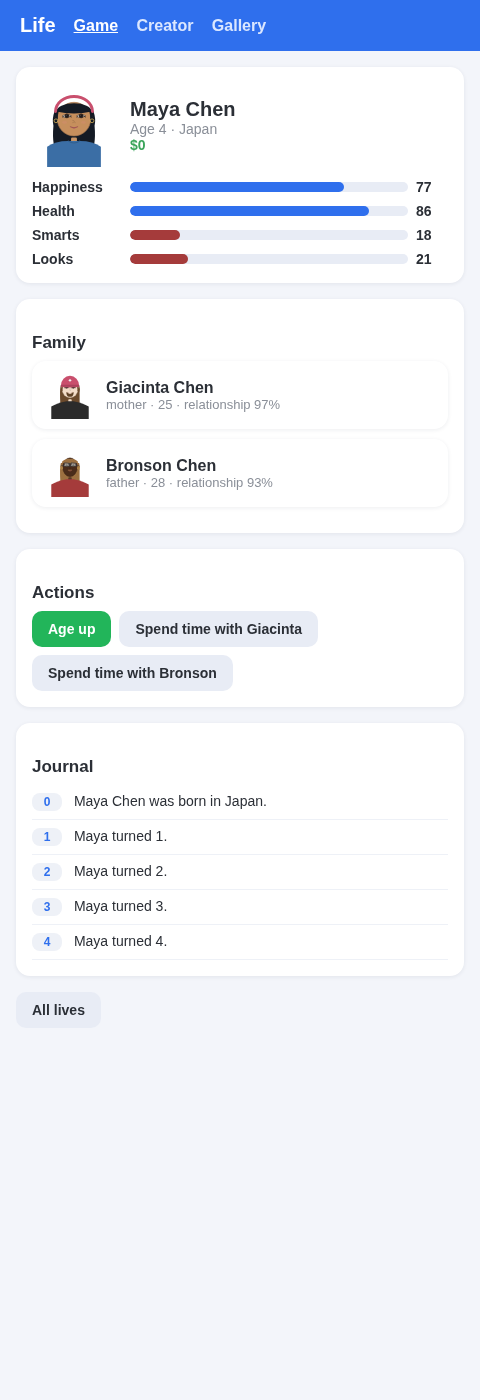 Life Game Creator Gallery
Maya Chen
Age 4 · Japan
$0
Happiness 77
Health 86
Smarts 18
Looks 21
Family
Giacinta Chen
mother · 25 · relationship 97%
Bronson Chen
father · 28 · relationship 93%
Actions
Age up Spend time with Giacinta
Spend time with Bronson
Journal
0 Maya Chen was born in Japan.
1 Maya turned 1.
2 Maya turned 2.
3 Maya turned 3.
4 Maya turned 4.
All lives